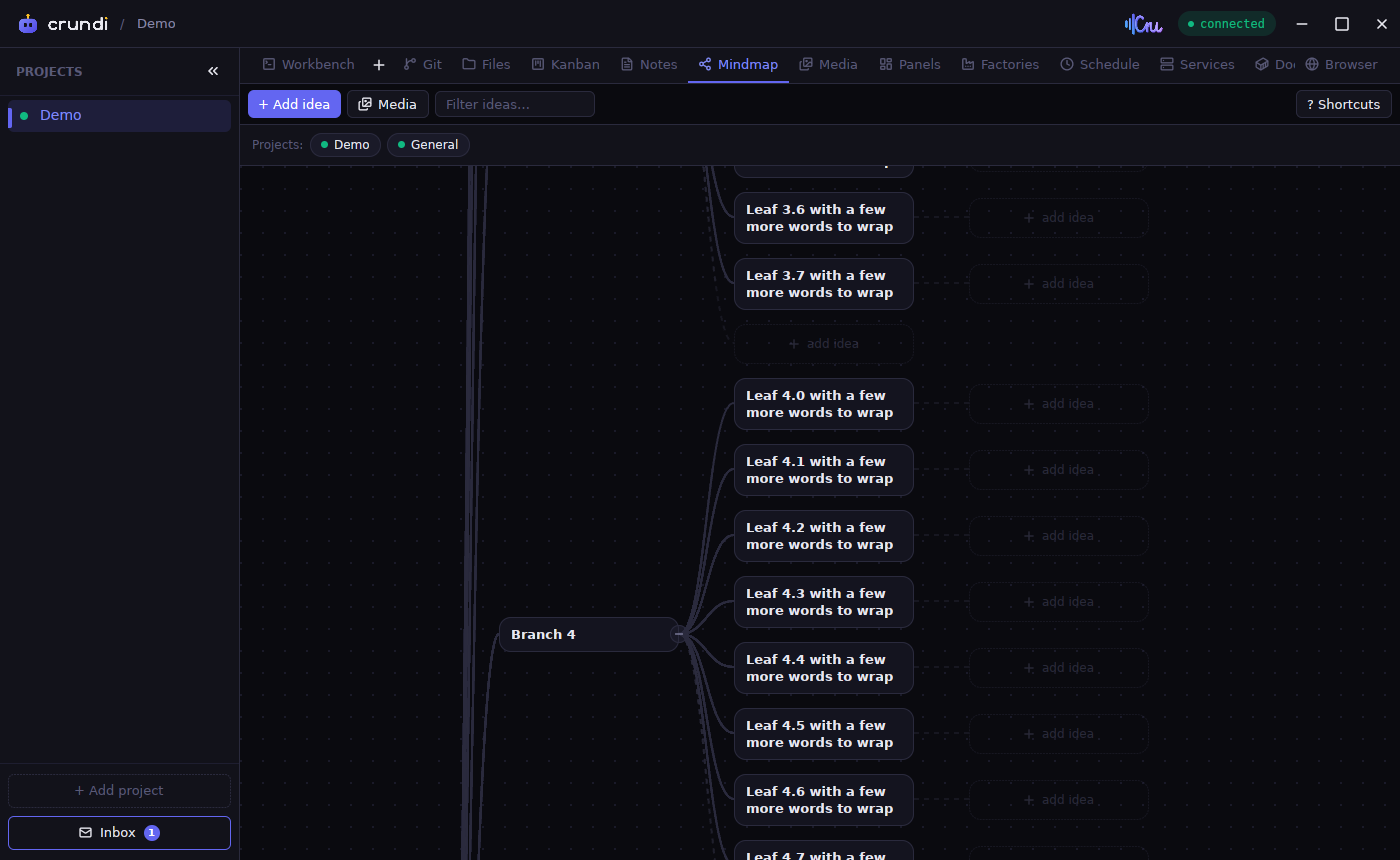 crundi / Demo
Cru
connected
PROJECTS
Demo
+ Add project
Inbox 1
Workbench + Git Files Kanban Notes Mindmap Media Panels Factories Schedule Services Doc Browser
+ Add idea Media Filter ideas... ? Shortcuts
Projects: Demo General
Leaf 3.6 with a few
more words to wrap
+ add idea
Leaf 3.7 with a few
more words to wrap
+ add idea
+ add idea
Leaf 4.0 with a few
more words to wrap
+ add idea
Leaf 4.1 with a few
more words to wrap
+ add idea
Leaf 4.2 with a few
more words to wrap
+ add idea
Leaf 4.3 with a few
more words to wrap
+ add idea
Branch 4
Leaf 4.4 with a few
more words to wrap
+ add idea
Leaf 4.5 with a few
more words to wrap
+ add idea
Leaf 4.6 with a few
more words to wrap
+ add idea
Leaf 4.7 with a few